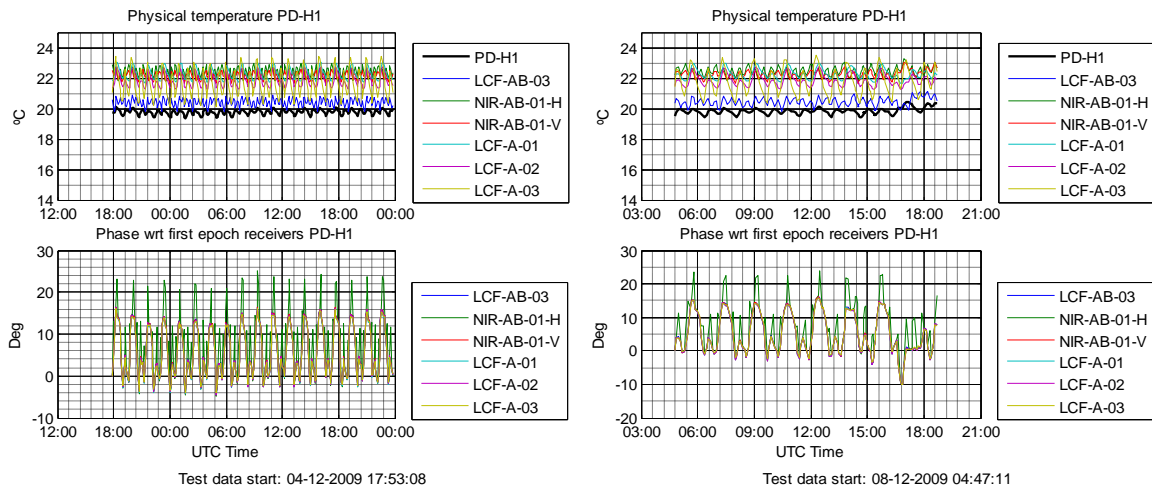 Physical temperature PD-H1
24
22
20
18
16
14
ºC
12:00 18:00 00:00 06:00 12:00 18:00 00:00 06:00 12:00 18:00 00:00
PD-H1
LCF-AB-03
NIR-AB-01-H
NIR-AB-01-V
LCF-A-01
LCF-A-02
LCF-A-03
Phase wrt first epoch receivers PD-H1
30
20
10
0
-10
Deg
12:00 18:00 00:00 06:00 12:00 18:00 00:00
UTC Time
LCF-AB-03
NIR-AB-01-H
NIR-AB-01-V
LCF-A-01
LCF-A-02
LCF-A-03
Test data start: 04-12-2009 17:53:08
Physical temperature PD-H1
24
22
20
18
16
14
ºC
03:00 06:00 09:00 12:00 15:00 18:00 21:00
PD-H1
LCF-AB-03
NIR-AB-01-H
NIR-AB-01-V
LCF-A-01
LCF-A-02
LCF-A-03
Phase wrt first epoch receivers PD-H1
30
20
10
0
-10
-20
Deg
03:00 06:00 09:00 12:00 15:00 18:00 21:00
UTC Time
LCF-AB-03
NIR-AB-01-H
NIR-AB-01-V
LCF-A-01
LCF-A-02
LCF-A-03
Test data start: 08-12-2009 04:47:11